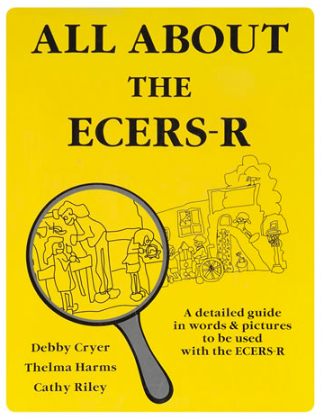 ALL ABOUT
THE
ECERS-R
A detailed guide
in words & pictures
to be used
with the ECERS-R
Debby Cryer
Thelma Harms
Cathy Riley